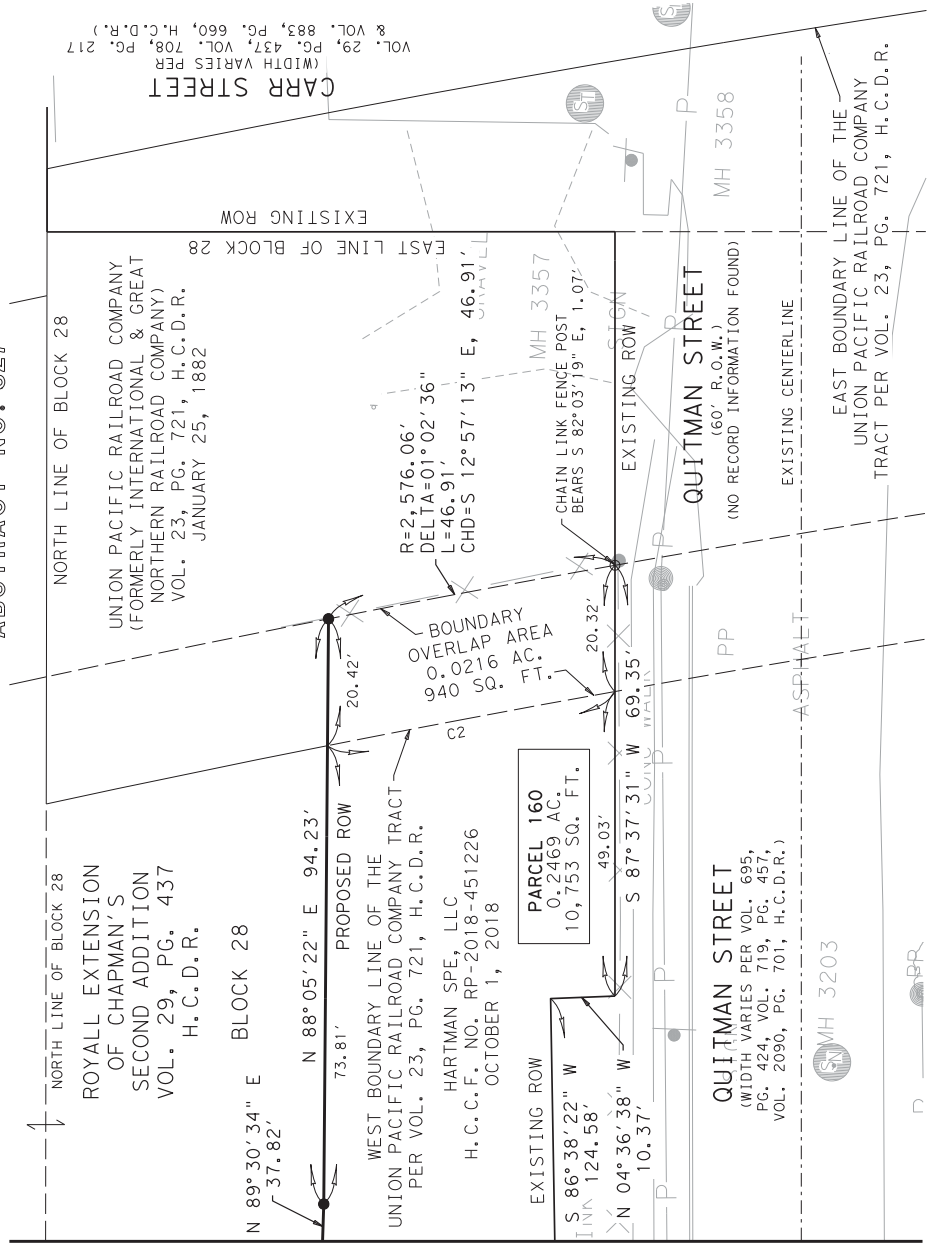 NORTH LINE OF BLOCK 28
ROYALL EXTENSION
OF CHAPMAN'S
SECOND ADDITION
VOL. 29, PG. 437
H.C.D.R.
BLOCK 28
N 89°30'34" E
37.82'
N 88°05'22" E 94.23'
73.81'
20.42'
PROPOSED ROW
WEST BOUNDARY LINE OF THE
UNION PACIFIC RAILROAD COMPANY TRACT
PER VOL. 23, PG. 721, H.C.D.R.
HARTMAN SPE, LLC
H.C.C.F. NO. RP-2018-451226
OCTOBER 1, 2018
C2
PARCEL 160
0.2469 AC.
10,753 SQ. FT.
EXISTING ROW
S 86°38'22" W
124.58'
N 04°36'38" W
10.37'
49.03'
20.32'
S 87°37'31" W 69.35'
CONC WALK
QUITMAN STREET
(WIDTH VARIES PER VOL. 695,
PG. 424, VOL. 719, PG. 457,
VOL. 2090, PG. 701, H.C.D.R.)
MH 3203
PP
NORTH LINE OF BLOCK 28
UNION PACIFIC RAILROAD COMPANY
(FORMERLY INTERNATIONAL & GREAT
NORTHERN RAILROAD COMPANY)
VOL. 23, PG. 721, H.C.D.R.
JANUARY 25, 1882
R=2,576.06'
DELTA=01°02'36"
L=46.91'
CHD=S 12°57'13" E, 46.91'
BOUNDARY
OVERLAP AREA
0.0216 AC.
940 SQ. FT.
CHAIN LINK FENCE POST
BEARS S 82°03'19" E, 1.07'
EXISTING ROW
SIGN
MH 3357
GRAVEL
EAST LINE OF BLOCK 28
EXISTING ROW
CARR STREET
(WIDTH VARIES PER
VOL. 29, PG. 437, VOL. 708, PG. 217
& VOL. 883, PG. 660, H.C.D.R.)
MH 3358
ST
QUITMAN STREET
(60' R.O.W.)
(NO RECORD INFORMATION FOUND)
PP
ASPHALT
EXISTING CENTERLINE
EAST BOUNDARY LINE OF THE
UNION PACIFIC RAILROAD COMPANY
TRACT PER VOL. 23, PG. 721, H.C.D.R.
P
P
P
P
P
P
P